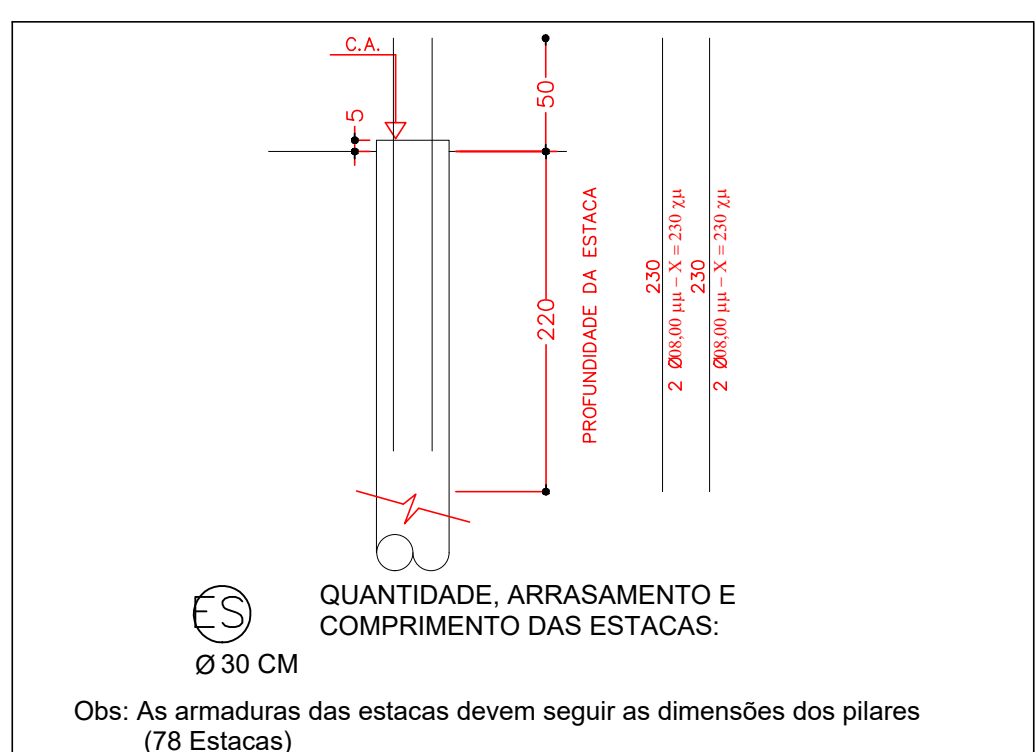 C.A.
5
50
220
PROFUNDIDADE DA ESTACA
230
2 Ø08,00 μμ – X = 230 χμ
230
2 Ø08,00 μμ – X = 230 χμ
ES
Ø 30 CM
QUANTIDADE, ARRASAMENTO E
COMPRIMENTO DAS ESTACAS:
Obs: As armaduras das estacas devem seguir as dimensões dos pilares
(78 Estacas)